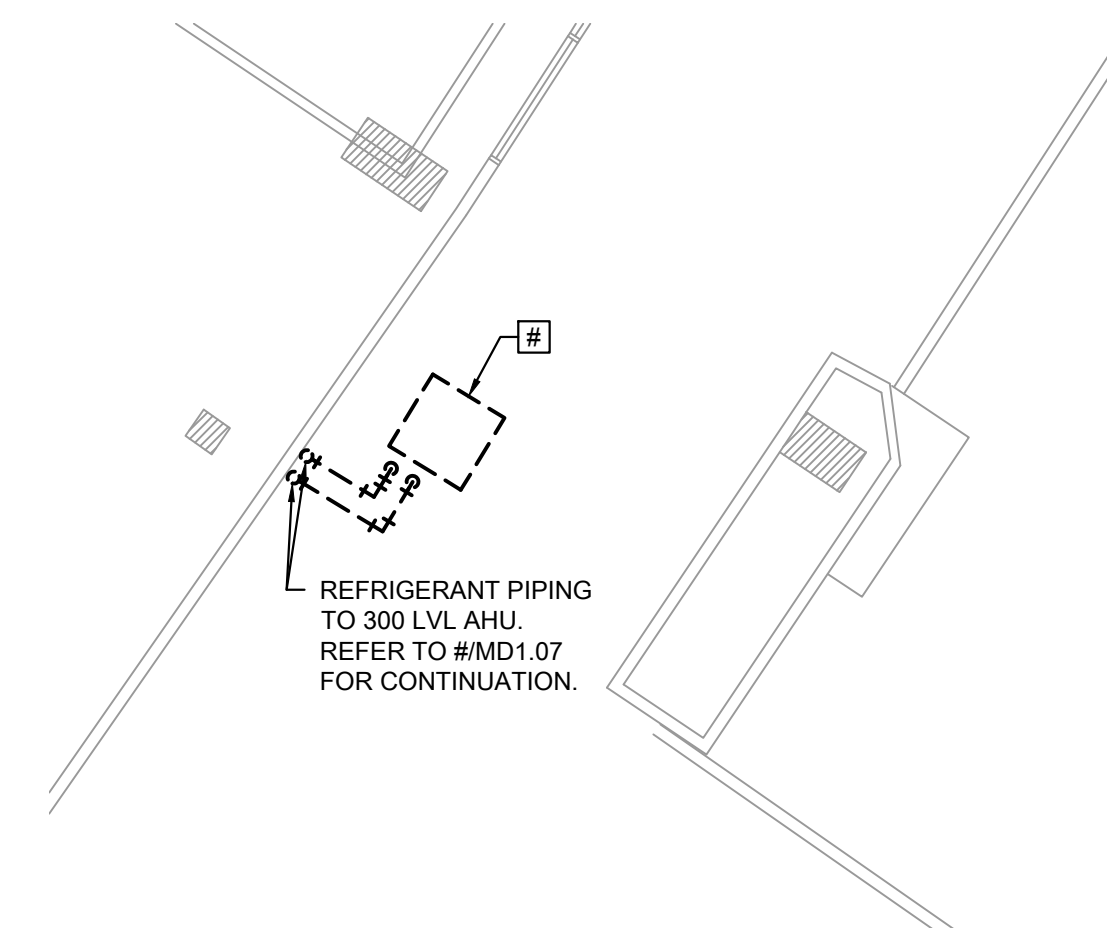 #
REFRIGERANT PIPING
TO 300 LVL AHU.
REFER TO #/MD1.07
FOR CONTINUATION.